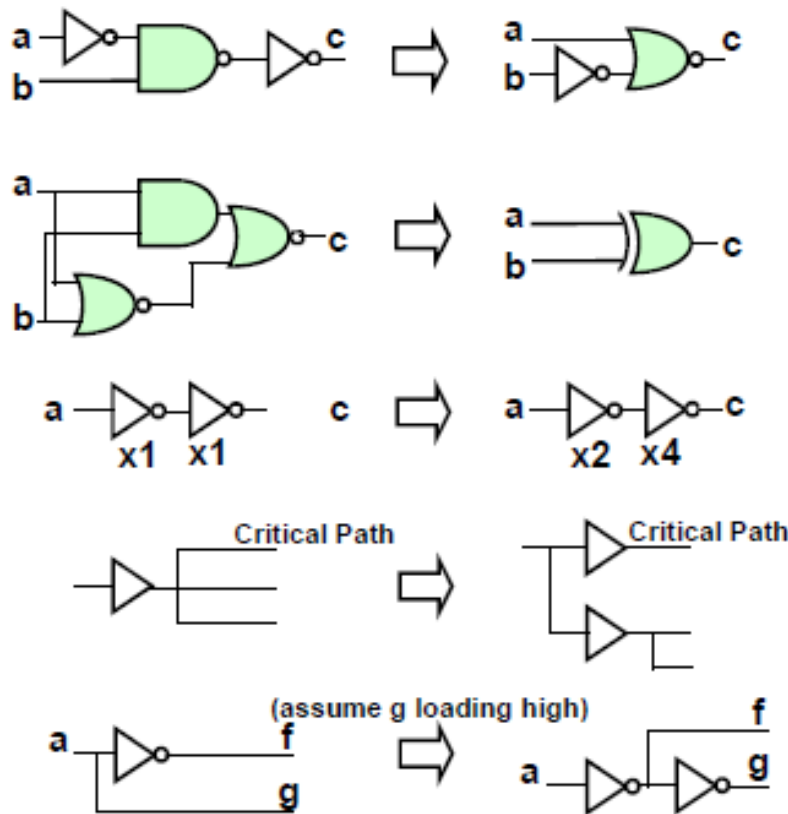 a c a c
b b
a a
c c
b b
a c a c
x1 x1 x2 x4
Critical Path Critical Path
(assume g loading high)
a f f
g a g